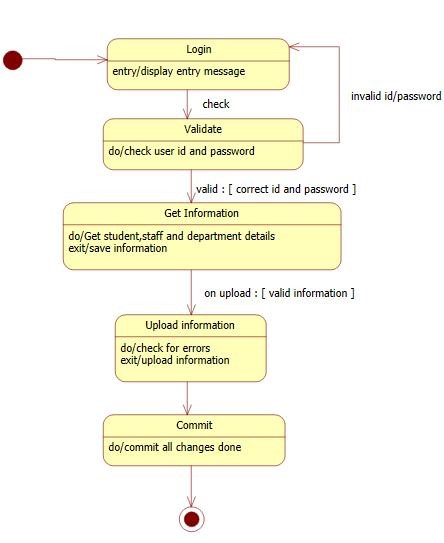 Login
entry/display entry message
check
invalid id/password
Validate
do/check user id and password
valid : [ correct id and password ]
Get Information
do/Get student,staff and department details
exit/save information
on upload : [ valid information ]
Upload information
do/check for errors
exit/upload information
Commit
do/commit all changes done